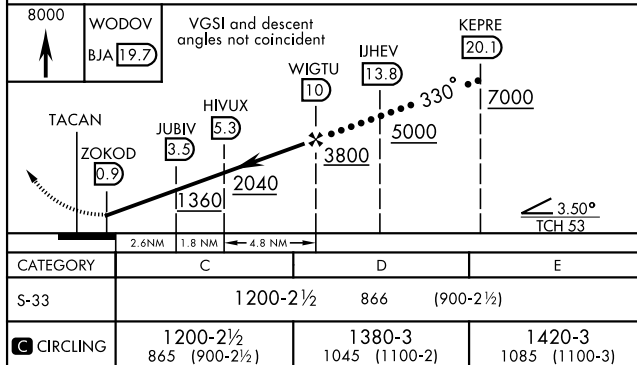 8000
WODOV
BJA 19.7
VGSI and descent
angles not coincident
KEPRE
20.1
7000
IJHEV
13.8
330°
5000
WIGTU
10
3800
HIVUX
5.3
2040
JUBIV
3.5
1360
TACAN
ZOKOD
0.9
3.50°
TCH 53
2.6NM 1.8 NM 4.8 NM
CATEGORY C D E
S-33 1200-2½ 866 (900-2½)
C CIRCLING 1200-2½ 1380-3 1420-3
865 (900-2½) 1045 (1100-2) 1085 (1100-3)